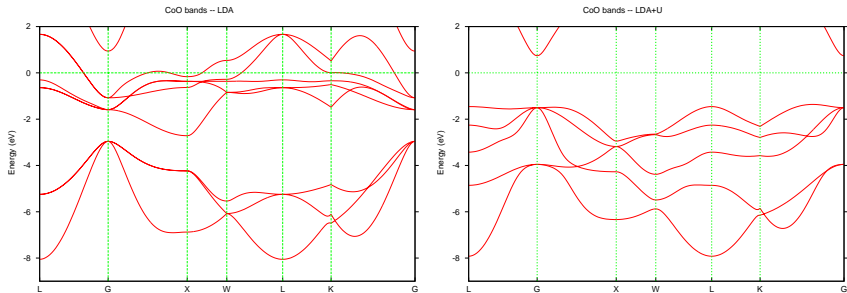 CoO bands -- LDA
Energy (eV)
2
0
-2
-4
-6
-8
L G X W L K G
CoO bands -- LDA+U
Energy (eV)
2
0
-2
-4
-6
-8
L G X W L K G